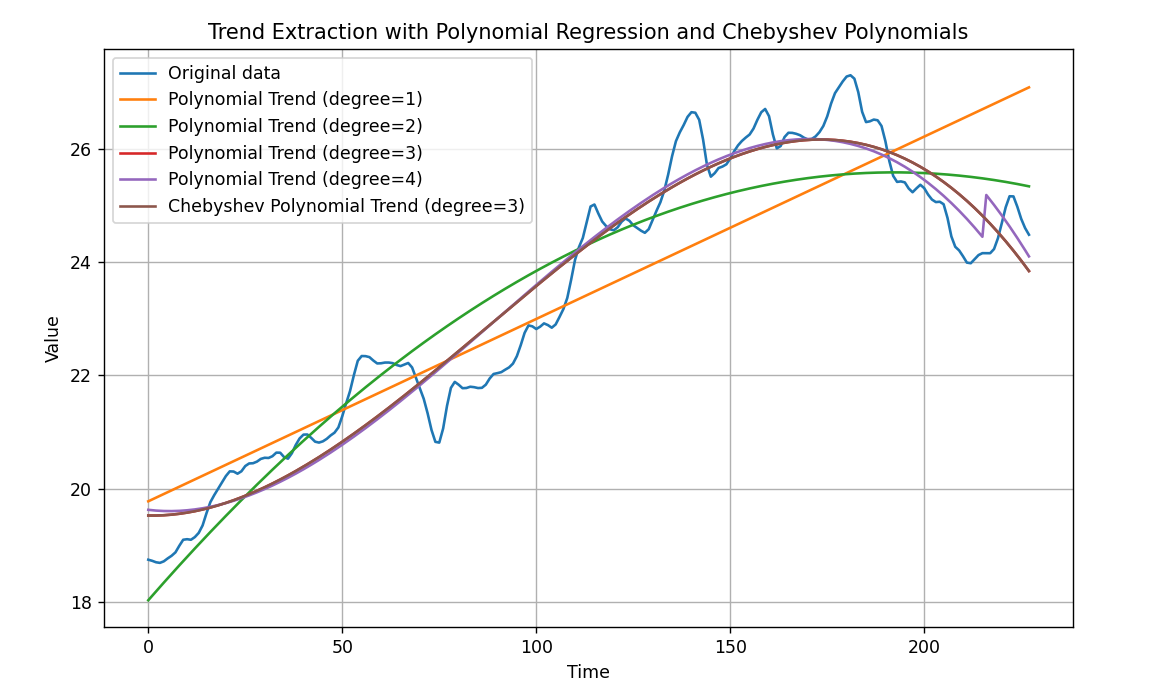 Trend Extraction with Polynomial Regression and Chebyshev Polynomials
Original data
Polynomial Trend (degree=1)
Polynomial Trend (degree=2)
Polynomial Trend (degree=3)
Polynomial Trend (degree=4)
Chebyshev Polynomial Trend (degree=3)
Value
26
24
22
20
18
0 50 100 150 200
Time